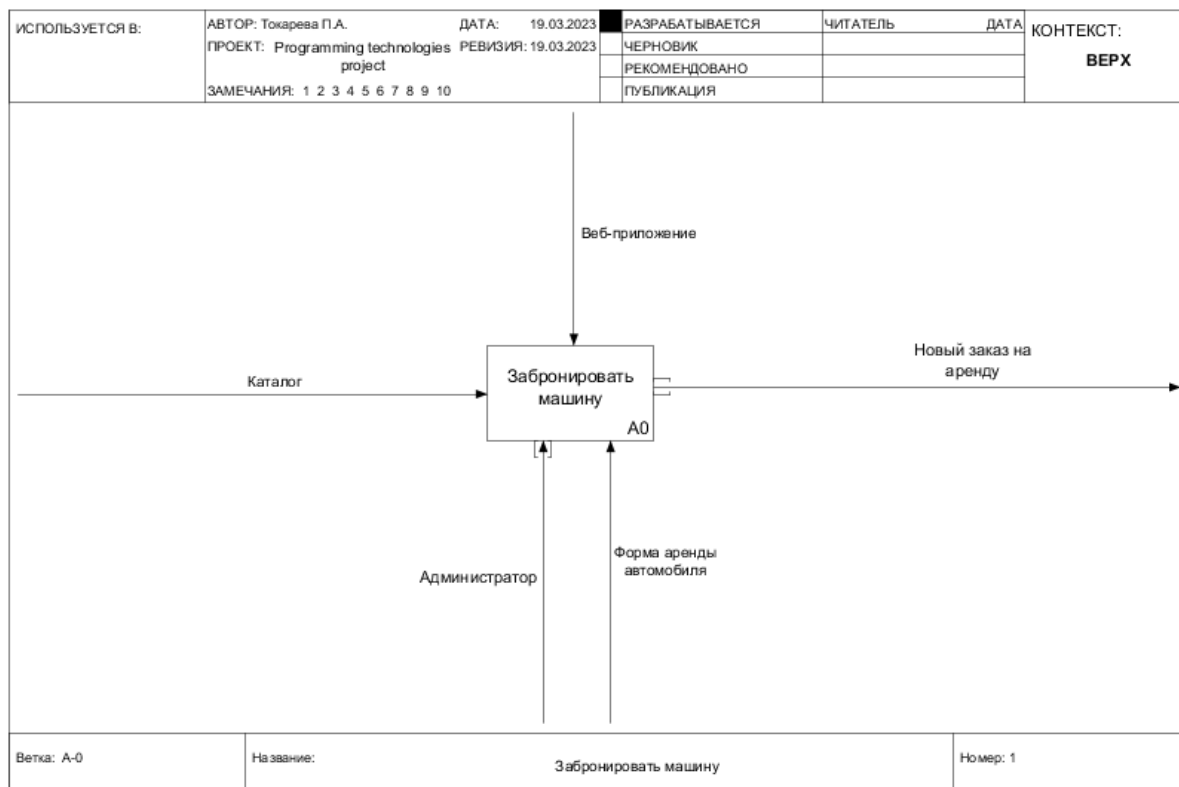 ИСПОЛЬЗУЕТСЯ В:
АВТОР: Токарева П.А.
ДАТА: 19.03.2023
ПРОЕКТ: Programming technologies
project
РЕВИЗИЯ: 19.03.2023
ЗАМЕЧАНИЯ: 1 2 3 4 5 6 7 8 9 10
РАЗРАБАТЫВАЕТСЯ
ЧЕРНОВИК
РЕКОМЕНДОВАНО
ПУБЛИКАЦИЯ
ЧИТАТЕЛЬ
ДАТА
КОНТЕКСТ:
ВЕРХ
Веб-приложение
Каталог
Забронировать
машину
A0
Новый заказ на
аренду
Администратор
Форма аренды
автомобиля
Ветка: A-0
Название:
Забронировать машину
Номер: 1